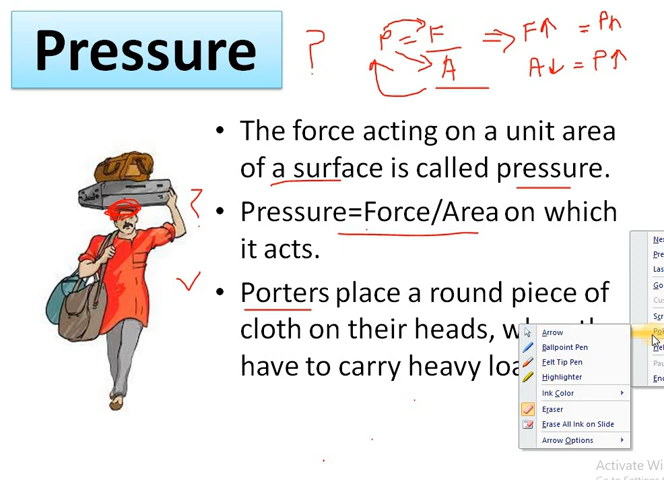 Pressure ?
P = F / A ⇒ F↑ = P↑
A↓ = P↑
• The force acting on a unit area
of a surface is called pressure.
• Pressure=Force/Area on which
it acts.
• Porters place a round piece of
cloth on their heads,
have to carry heavy
Arrow
Ballpoint Pen
Felt Tip Pen
Highlighter
Ink Color
Eraser
Erase All Ink on Slide
Arrow Options
Activate Wi